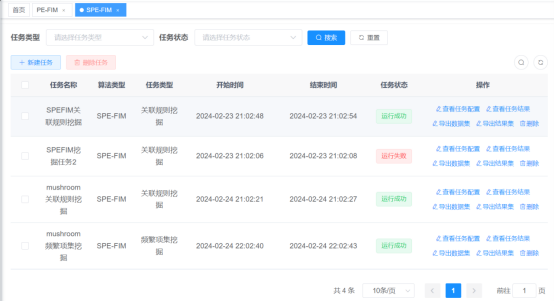 首页 PE-FIM × SPE-FIM ×
任务类型 请选择任务类型 任务状态 请选择任务状态 搜索 重置
+ 新建任务 删除任务
任务名称 算法类型 任务类型 开始时间 结束时间 任务状态 操作
SPEFIM关联规则挖掘 SPE-FIM 关联规则挖掘 2024-02-23 21:02:48 2024-02-23 21:02:54 运行成功 查看任务配置 查看任务结果
导出数据集 导出结果集 删除
SPEFIM挖掘任务2 SPE-FIM 关联规则挖掘 2024-02-23 21:02:06 2024-02-23 21:02:08 运行失败 查看任务配置 查看任务结果
导出数据集 导出结果集 删除
mushroom关联规则挖掘 SPE-FIM 关联规则挖掘 2024-02-24 21:02:21 2024-02-23 21:02:27 运行成功 查看任务配置 查看任务结果
导出数据集 导出结果集 删除
mushroom频繁项集挖掘 SPE-FIM 频繁项集挖掘 2024-02-24 22:02:40 2024-02-24 22:02:43 运行成功 查看任务配置 查看任务结果
导出数据集 导出结果集 删除
共 4 条 10条/页 1 前往 1 页